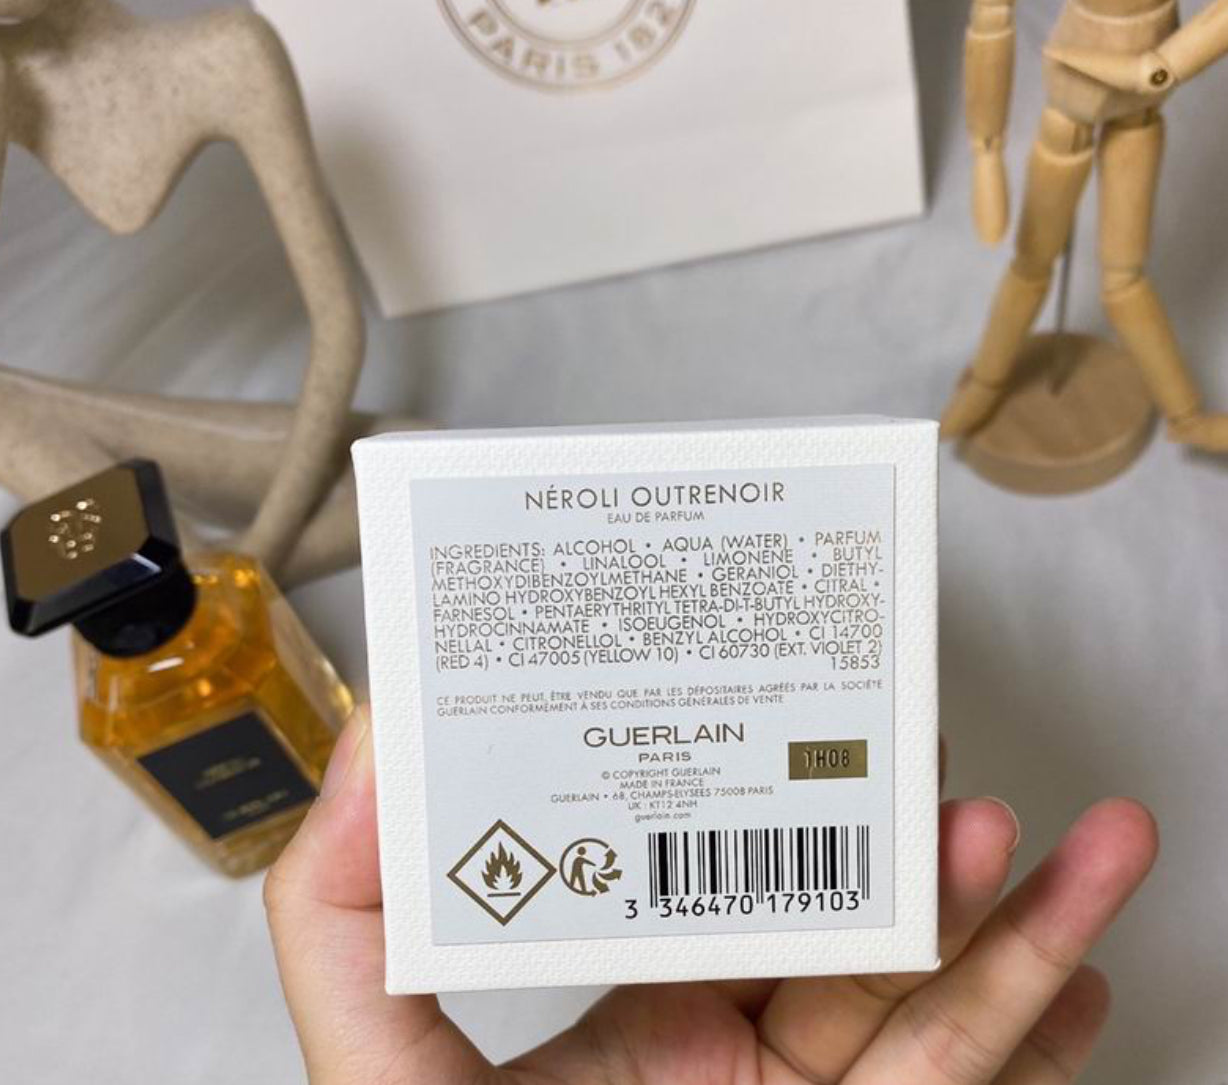 PARIS 182
NÉROLI OUTRENOIR
EAU DE PARFUM
INGREDIENTS: ALCOHOL • AQUA (WATER) • PARFUM
(FRAGRANCE) • LINALOOL • LIMONENE • BUTYL
METHOXYDIBENZOYLMETHANE • GERANIOL • DIETHY-
LAMINO HYDROXYBENZOYL HEXYL BENZOATE • CITRAL •
FARNESOL • PENTAERYTHRITYL TETRA-DI-T-BUTYL HYDROXY-
HYDROCINNAMATE • ISOEUGENOL • HYDROXYCITRO-
NELLAL • CITRONELLOL • BENZYL ALCOHOL • CI 14700
(RED 4) • CI 47005 (YELLOW 10) • CI 60730 (EXT. VIOLET 2)
15853
CE PRODUIT NE PEUT ÊTRE VENDU QUE PAR LES DÉPOSITAIRES AGRÉÉS PAR LA SOCIÉTÉ
GUERLAIN CONFORMÉMENT À SES CONDITIONS GÉNÉRALES DE VENTE
GUERLAIN
PARIS
1H08
© COPYRIGHT GUERLAIN
MADE IN FRANCE
GUERLAIN • 68, CHAMPS-ELYSEES 75008 PARIS
UK : KT12 4NH
guerlain.com
3 346470 179103